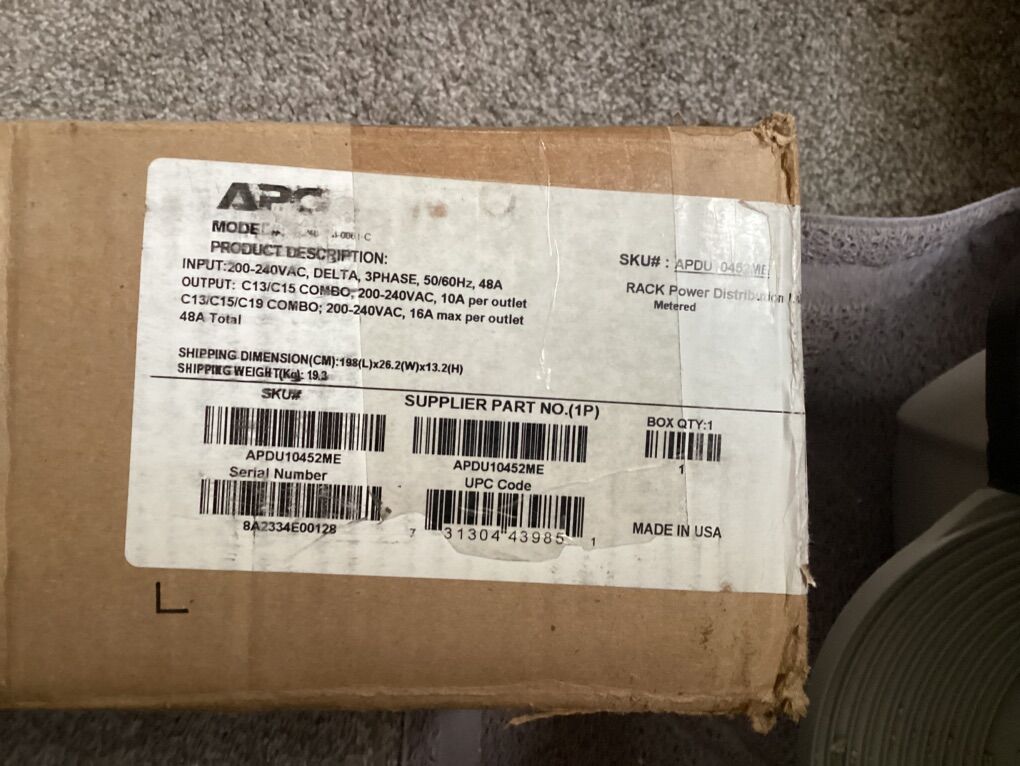 APC
MODEL
PRODUCT DESCRIPTION:
INPUT:200-240VAC, DELTA, 3PHASE, 50/60Hz, 48A
OUTPUT: C13/C15 COMBO; 200-240VAC, 10A per outlet
C13/C15/C19 COMBO; 200-240VAC, 16A max per outlet
48A Total
SKU# : APDU10452ME
RACK Power Distribution
Metered
SHIPPING DIMENSION(CM):198(L)x26.2(W)x13.2(H)
SHIPPING WEIGHT(Kg): 19.3
SKU#
APDU10452ME
Serial Number
8A2334E00128
SUPPLIER PART NO.(1P)
APDU10452ME
UPC Code
7 31304 43985 1
BOX QTY:1
1
MADE IN USA
L